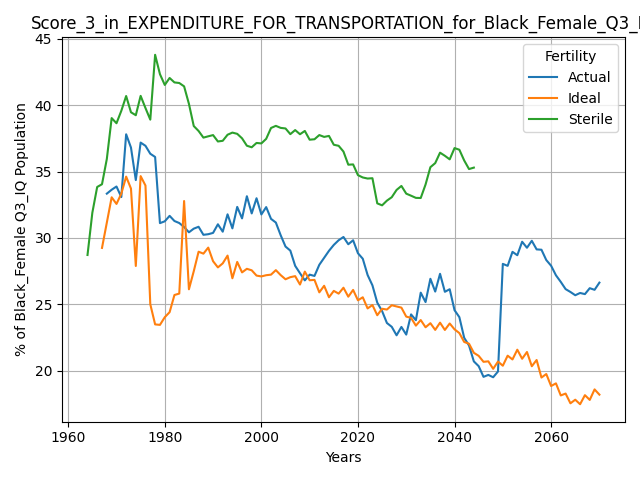 Score_3_in_EXPENDITURE_FOR_TRANSPORTATION_for_Black_Female_Q3_I
45
40
35
30
25
20
% of Black_Female Q3_IQ Population
Fertility
Actual
Ideal
Sterile
1960
1980
2000
2020
2040
2060
Years